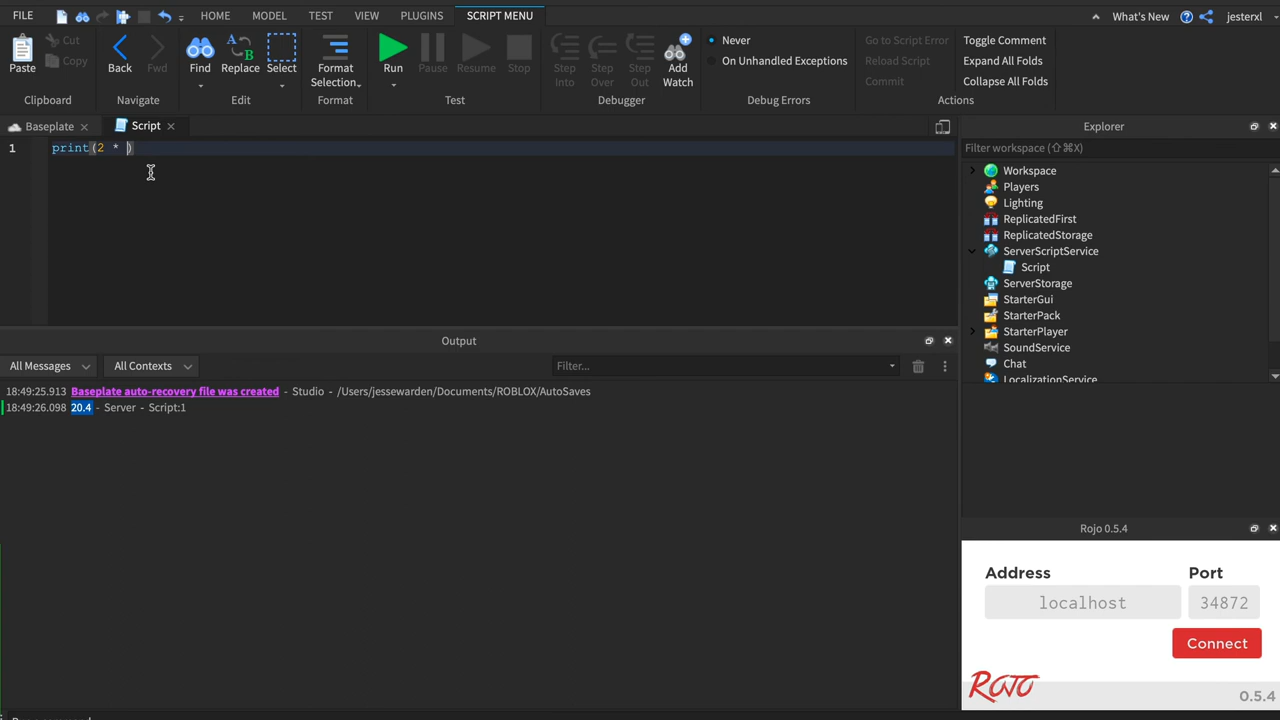 FILE HOME MODEL TEST VIEW PLUGINS SCRIPT MENU What's New jesterxl
Paste Cut Copy Back Fwd Find Replace Select Format Selection Run Pause Resume Stop Step Into Step Over Step Out Add Watch
Never
On Unhandled Exceptions
Go to Script Error
Reload Script
Commit
Toggle Comment
Expand All Folds
Collapse All Folds
Clipboard Navigate Edit Format Test Debugger Debug Errors Actions
Baseplate Script
1 print(2 * )
Explorer
Filter workspace (⇧⌘X)
Workspace
Players
Lighting
ReplicatedFirst
ReplicatedStorage
ServerScriptService
Script
ServerStorage
StarterGui
StarterPack
StarterPlayer
SoundService
Chat
LocalizationService
Output
All Messages All Contexts Filter...
18:49:25.913 Baseplate auto-recovery file was created - Studio - /Users/jessewarden/Documents/ROBLOX/AutoSaves
18:49:26.098 20.4 - Server - Script:1
Rojo 0.5.4
Address Port
localhost 34872
Connect
ROJO 0.5.4